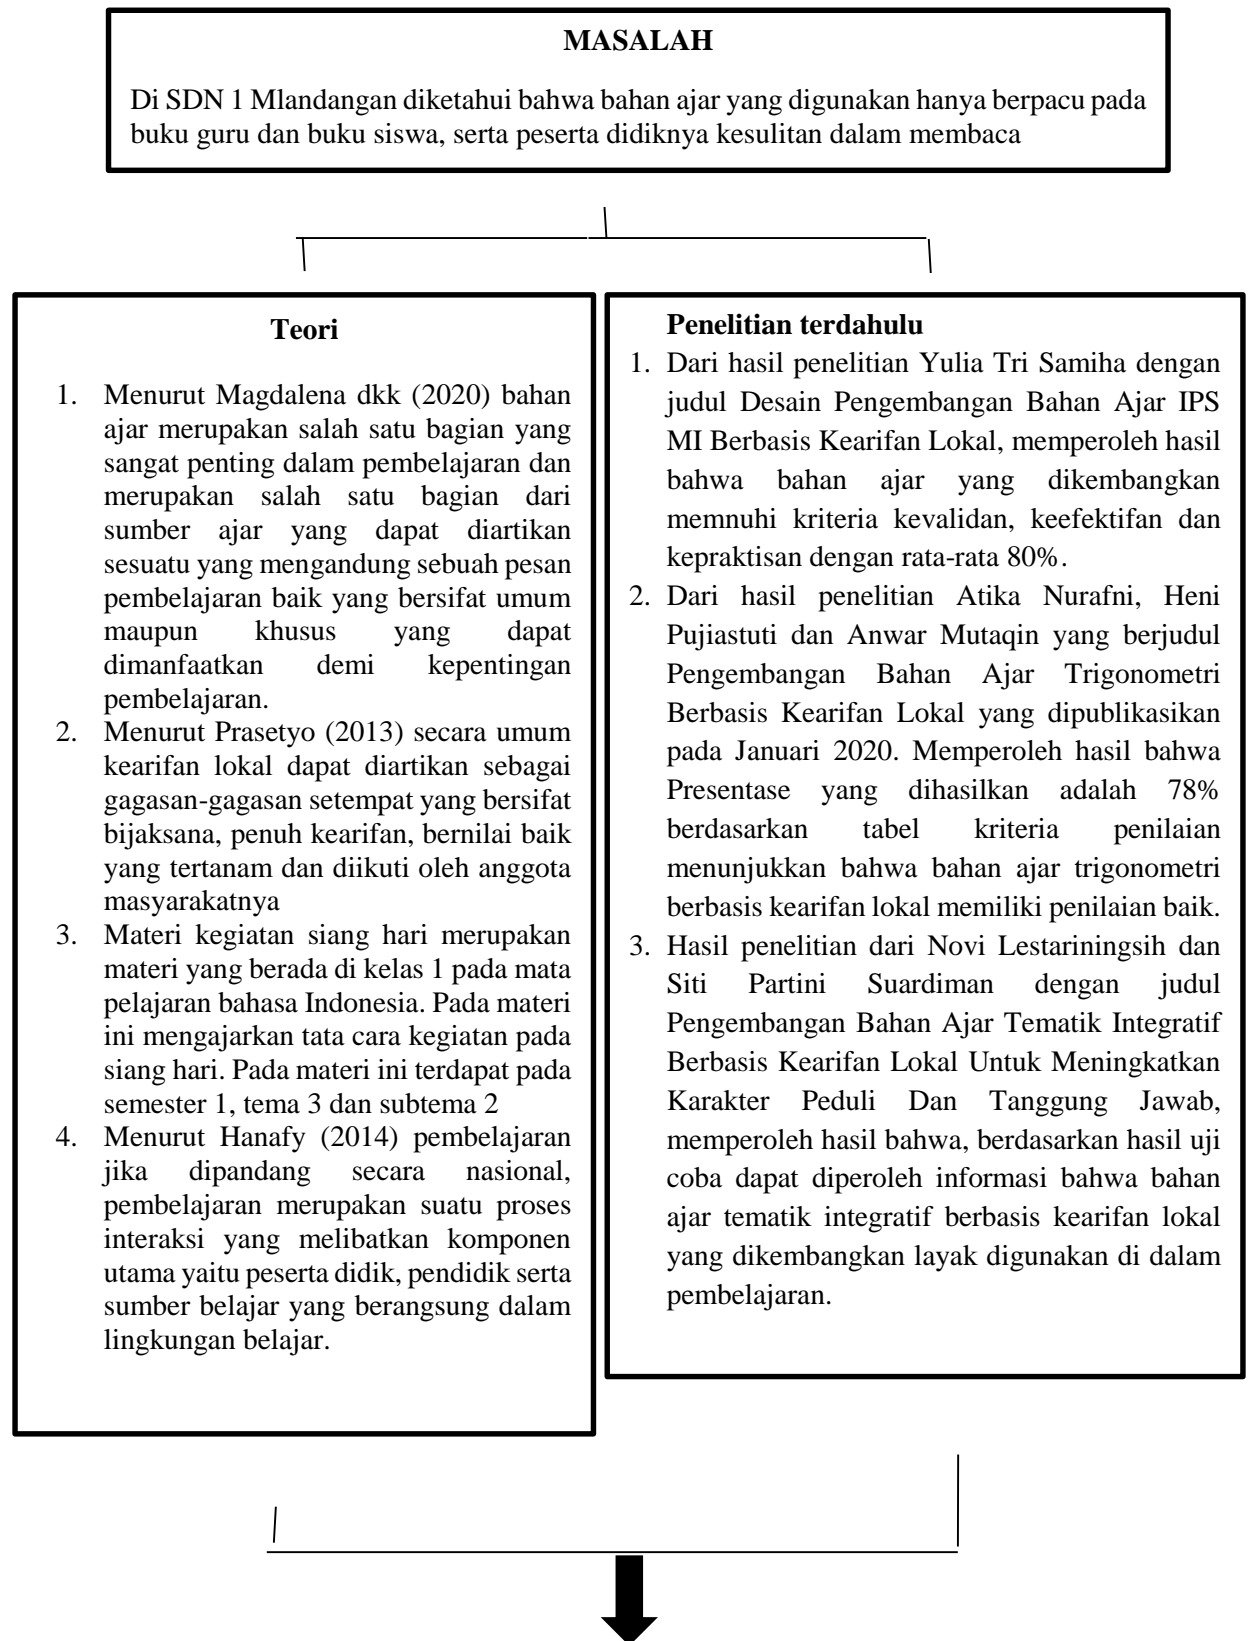 MASALAH
Di SDN 1 Mlandangan diketahui bahwa bahan ajar yang digunakan hanya berpacu pada
buku guru dan buku siswa, serta peserta didiknya kesulitan dalam membaca
Teori
1. Menurut Magdalena dkk (2020) bahan
ajar merupakan salah satu bagian yang
sangat penting dalam pembelajaran dan
merupakan salah satu bagian dari
sumber ajar yang dapat diartikan
sesuatu yang mengandung sebuah pesan
pembelajaran baik yang bersifat umum
maupun khusus yang dapat
dimanfaatkan demi kepentingan
pembelajaran.
2. Menurut Prasetyo (2013) secara umum
kearifan lokal dapat diartikan sebagai
gagasan-gagasan setempat yang bersifat
bijaksana, penuh kearifan, bernilai baik
yang tertanam dan diikuti oleh anggota
masyarakatnya
3. Materi kegiatan siang hari merupakan
materi yang berada di kelas 1 pada mata
pelajaran bahasa Indonesia. Pada materi
ini mengajarkan tata cara kegiatan pada
siang hari. Pada materi ini terdapat pada
semester 1, tema 3 dan subtema 2
4. Menurut Hanafy (2014) pembelajaran
jika dipandang secara nasional,
pembelajaran merupakan suatu proses
interaksi yang melibatkan komponen
utama yaitu peserta didik, pendidik serta
sumber belajar yang berangsung dalam
lingkungan belajar.
Penelitian terdahulu
1. Dari hasil penelitian Yulia Tri Samiha dengan
judul Desain Pengembangan Bahan Ajar IPS
MI Berbasis Kearifan Lokal, memperoleh hasil
bahwa bahan ajar yang dikembangkan
memnuhi kriteria kevalidan, keefektifan dan
kepraktisan dengan rata-rata 80%.
2. Dari hasil penelitian Atika Nurafni, Heni
Pujiastuti dan Anwar Mutaqin yang berjudul
Pengembangan Bahan Ajar Trigonometri
Berbasis Kearifan Lokal yang dipublikasikan
pada Januari 2020. Memperoleh hasil bahwa
Presentase yang dihasilkan adalah 78%
berdasarkan tabel kriteria penilaian
menunjukkan bahwa bahan ajar trigonometri
berbasis kearifan lokal memiliki penilaian baik.
3. Hasil penelitian dari Novi Lestariningsih dan
Siti Partini Suardiman dengan judul
Pengembangan Bahan Ajar Tematik Integratif
Berbasis Kearifan Lokal Untuk Meningkatkan
Karakter Peduli Dan Tanggung Jawab,
memperoleh hasil bahwa, berdasarkan hasil uji
coba dapat diperoleh informasi bahwa bahan
ajar tematik integratif berbasis kearifan lokal
yang dikembangkan layak digunakan di dalam
pembelajaran.